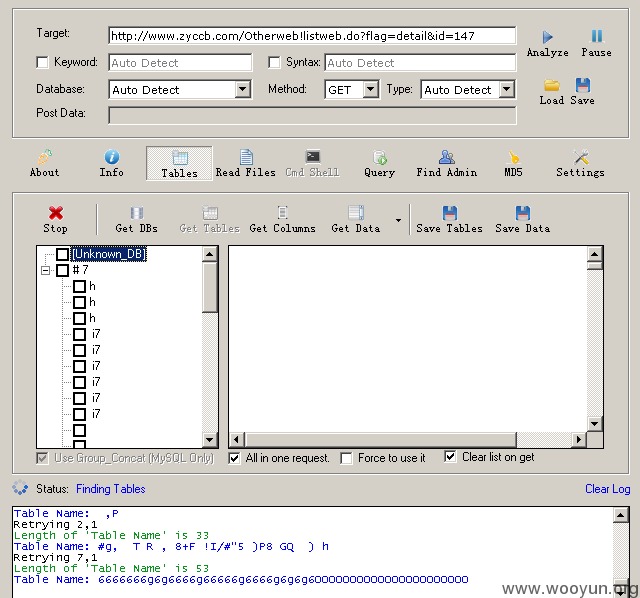 Target: http://www.zyccb.com/Otherweb!listweb.do?flag=detail&id=147
Analyze Pause
Keyword: Auto Detect Syntax: Auto Detect
Database: Auto Detect Method: GET Type: Auto Detect
Load Save
Post Data:
About Info Tables Read Files Cmd Shell Query Find Admin MD5 Settings
Stop Get DBs Get Tables Get Columns Get Data Save Tables Save Data
[Unknown_DB]
# 7
h
h
h
i7
i7
i7
i7
i7
i7
Use Group_Concat (MySQL Only) All in one request. Force to use it Clear list on get
Status: Finding Tables Clear Log
Table Name: ,P
Retrying 2,1
Length of 'Table Name' is 33
Table Name: #g, T R , 8+F !I/#"5 )P8 GQ ) h
Retrying 7,1
Length of 'Table Name' is 53
www.wooyun.org